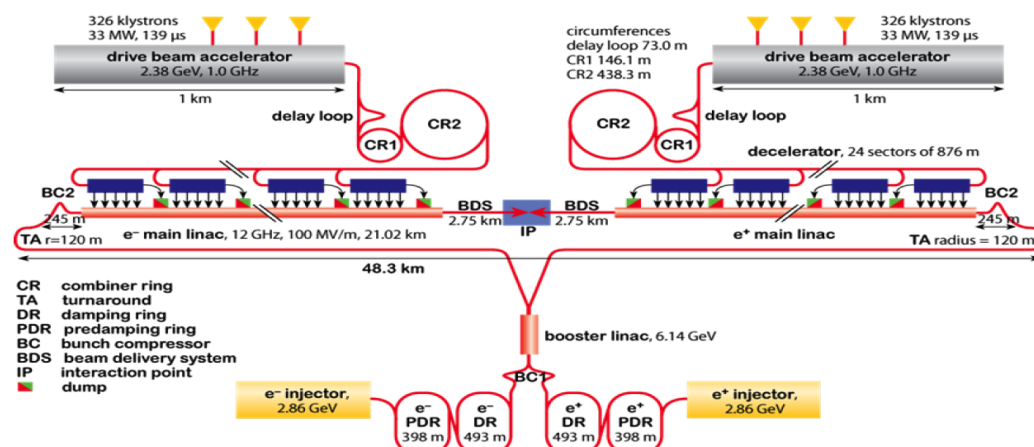 326 klystrons
33 MW, 139 µs
drive beam accelerator
2.38 GeV, 1.0 GHz
1 km
delay loop
CR1
CR2
circumferences
delay loop 73.0 m
CR1 146.1 m
CR2 438.3 m
326 klystrons
33 MW, 139 µs
drive beam accelerator
2.38 GeV, 1.0 GHz
1 km
delay loop
CR2
CR1
decelerator, 24 sectors of 876 m
BC2
245 m
TA r=120 m
e⁻ main linac, 12 GHz, 100 MV/m, 21.02 km
BDS
2.75 km
IP
BDS
2.75 km
e⁺ main linac
BC2
245 m
TA radius = 120 m
48.3 km
CR combiner ring
TA turnaround
DR damping ring
PDR predamping ring
BC bunch compressor
BDS beam delivery system
IP interaction point
dump
booster linac, 6.14 GeV
BC1
e⁻ injector,
2.86 GeV
e⁻
PDR
398 m
e⁻
DR
493 m
e⁺
DR
493 m
e⁺
PDR
398 m
e⁺ injector,
2.86 GeV